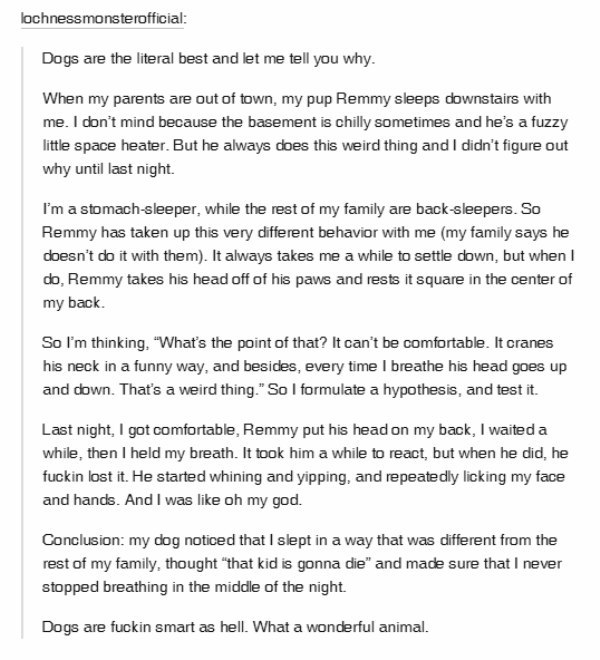 lochnessmonsterofficial:
Dogs are the literal best and let me tell you why.
When my parents are out of town, my pup Remmy sleeps downstairs with
me. I don't mind because the basement is chilly sometimes and he's a fuzzy
little space heater. But he always does this weird thing and I didn't figure out
why until last night.
I'm a stomach-sleeper, while the rest of my family are back-sleepers. So
Remmy has taken up this very different behavior with me (my family says he
doesn't do it with them). It always takes me a while to settle down, but when I
do, Remmy takes his head off of his paws and rests it square in the center of
my back.
So I'm thinking, "What's the point of that? It can't be comfortable. It cranes
his neck in a funny way, and besides, every time I breathe his head goes up
and down. That's a weird thing." So I formulate a hypothesis, and test it.
Last night, I got comfortable, Remmy put his head on my back, I waited a
while, then I held my breath. It took him a while to react, but when he did, he
fuckin lost it. He started whining and yipping, and repeatedly licking my face
and hands. And I was like oh my god.
Conclusion: my dog noticed that I slept in a way that was different from the
rest of my family, thought "that kid is gonna die" and made sure that I never
stopped breathing in the middle of the night.
Dogs are fuckin smart as hell. What a wonderful animal.